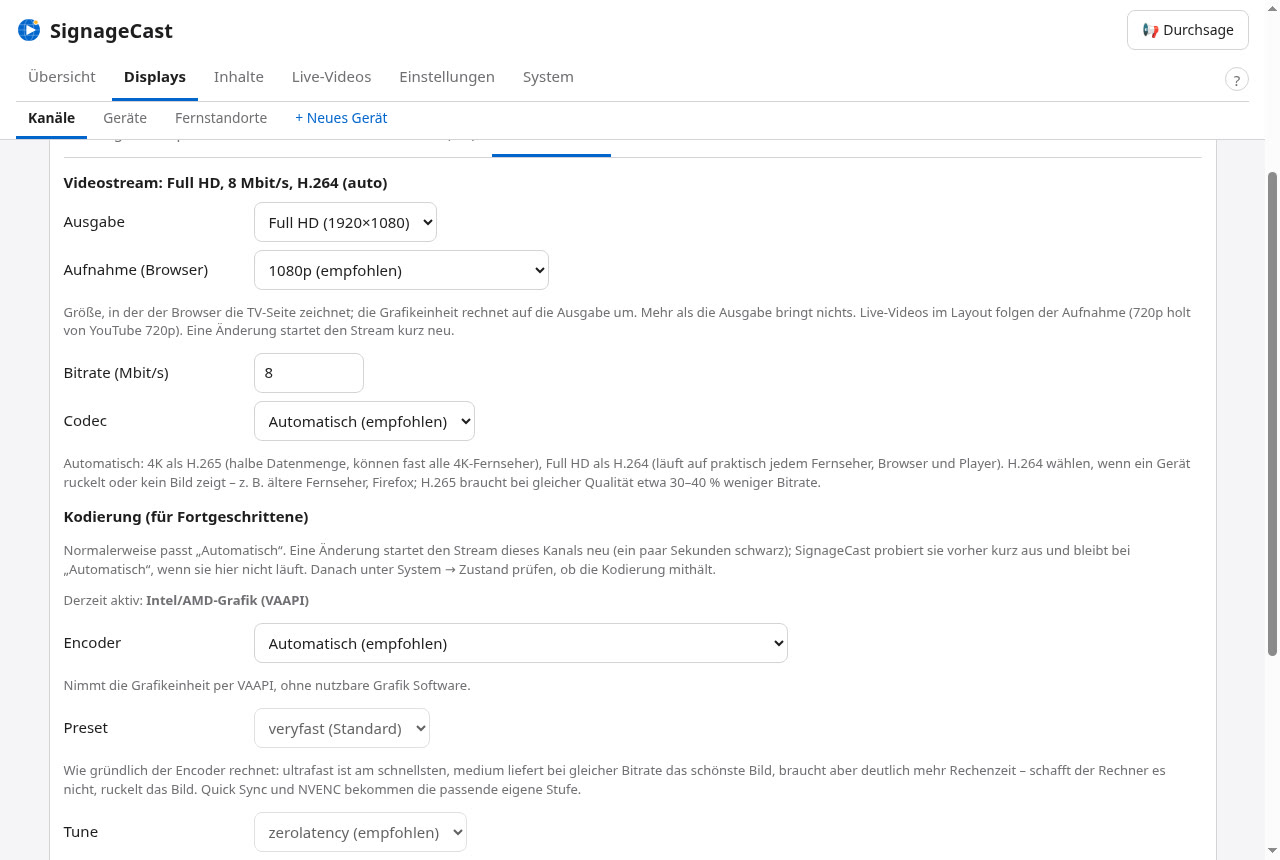 SignageCast
Durchsage
Übersicht Displays Inhalte Live-Videos Einstellungen System ?
Kanäle Geräte Fernstandorte + Neues Gerät
Videostream: Full HD, 8 Mbit/s, H.264 (auto)
Ausgabe Full HD (1920×1080)
Aufnahme (Browser) 1080p (empfohlen)
Größe, in der der Browser die TV-Seite zeichnet; die Grafikeinheit rechnet auf die Ausgabe um. Mehr als die Ausgabe bringt nichts. Live-Videos im Layout folgen der Aufnahme (720p holt
von YouTube 720p). Eine Änderung startet den Stream kurz neu.
Bitrate (Mbit/s) 8
Codec Automatisch (empfohlen)
Automatisch: 4K als H.265 (halbe Datenmenge, können fast alle 4K-Fernseher), Full HD als H.264 (läuft auf praktisch jedem Fernseher, Browser und Player). H.264 wählen, wenn ein Gerät
ruckelt oder kein Bild zeigt – z. B. ältere Fernseher, Firefox; H.265 braucht bei gleicher Qualität etwa 30–40 % weniger Bitrate.
Kodierung (für Fortgeschrittene)
Normalerweise passt „Automatisch“. Eine Änderung startet den Stream dieses Kanals neu (ein paar Sekunden schwarz); SignageCast probiert sie vorher kurz aus und bleibt bei
„Automatisch“, wenn sie hier nicht läuft. Danach unter System → Zustand prüfen, ob die Kodierung mithält.
Derzeit aktiv: Intel/AMD-Grafik (VAAPI)
Encoder Automatisch (empfohlen)
Nimmt die Grafikeinheit per VAAPI, ohne nutzbare Grafik Software.
Preset veryfast (Standard)
Wie gründlich der Encoder rechnet: ultrafast ist am schnellsten, medium liefert bei gleicher Bitrate das schönste Bild, braucht aber deutlich mehr Rechenzeit – schafft der Rechner es
nicht, ruckelt das Bild. Quick Sync und NVENC bekommen die passende eigene Stufe.
Tune zerolatency (empfohlen)